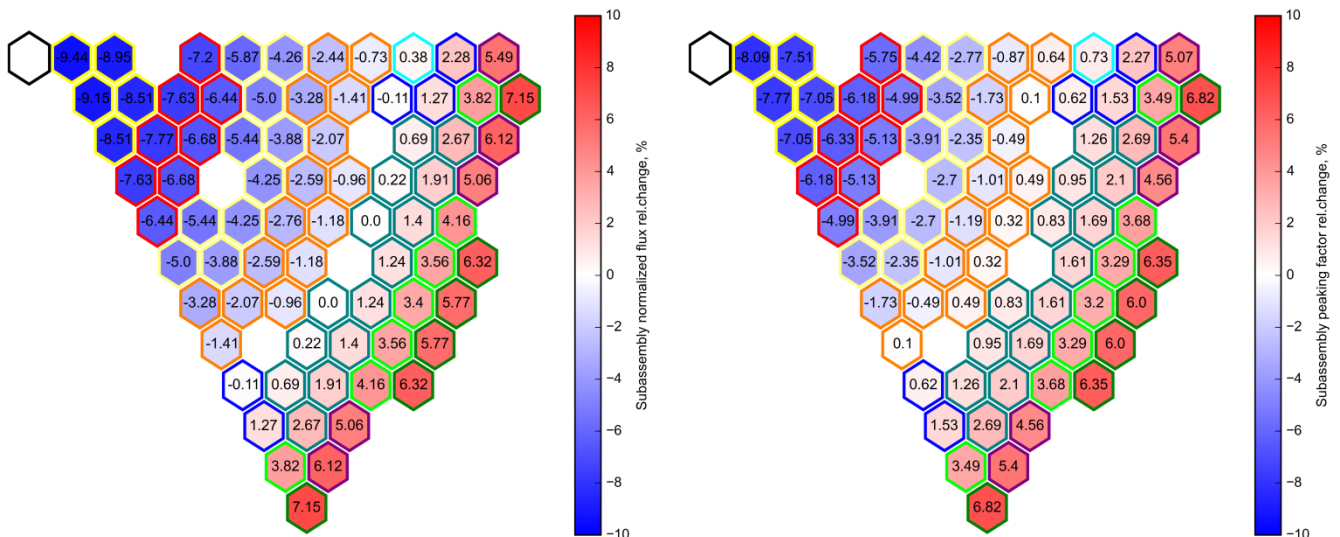 -9.44 -8.95 -7.2 -5.87 -4.26 -2.44 -0.73 0.38 2.28 5.49
-9.15 -8.51 -7.63 -6.44 -5.0 -3.28 -1.41 -0.11 1.27 3.82 7.15
-8.51 -7.77 -6.68 -5.44 -3.88 -2.07 0.69 2.67 6.12
-7.63 -6.68 -4.25 -2.59 -0.96 0.22 1.91 5.06
-6.44 -5.44 -4.25 -2.76 -1.18 0.0 1.4 4.16
-5.0 -3.88 -2.59 -1.18 1.24 3.56 6.32
-3.28 -2.07 -0.96 0.0 1.24 3.4 5.77
-1.41 0.22 1.4 3.56 5.77
-0.11 0.69 1.91 4.16 6.32
1.27 2.67 5.06
3.82 6.12
7.15
10
8
6
4
2
0
−2
−4
−6
−8
−10
Subassembly normalized flux rel.change, %
-8.09 -7.51 -5.75 -4.42 -2.77 -0.87 0.64 0.73 2.27 5.07
-7.77 -7.05 -6.18 -4.99 -3.52 -1.73 0.1 0.62 1.53 3.49 6.82
-7.05 -6.33 -5.13 -3.91 -2.35 -0.49 1.26 2.69 5.4
-6.18 -5.13 -2.7 -1.01 0.49 0.95 2.1 4.56
-4.99 -3.91 -2.7 -1.19 0.32 0.83 1.69 3.68
-3.52 -2.35 -1.01 0.32 1.61 3.29 6.35
-1.73 -0.49 0.49 0.83 1.61 3.2 6.0
0.1 0.95 1.69 3.29 6.0
0.62 1.26 2.1 3.68 6.35
1.53 2.69 4.56
3.49 5.4
6.82
10
8
6
4
2
0
−2
−4
−6
−8
−10
Subassembly peaking factor rel.change, %